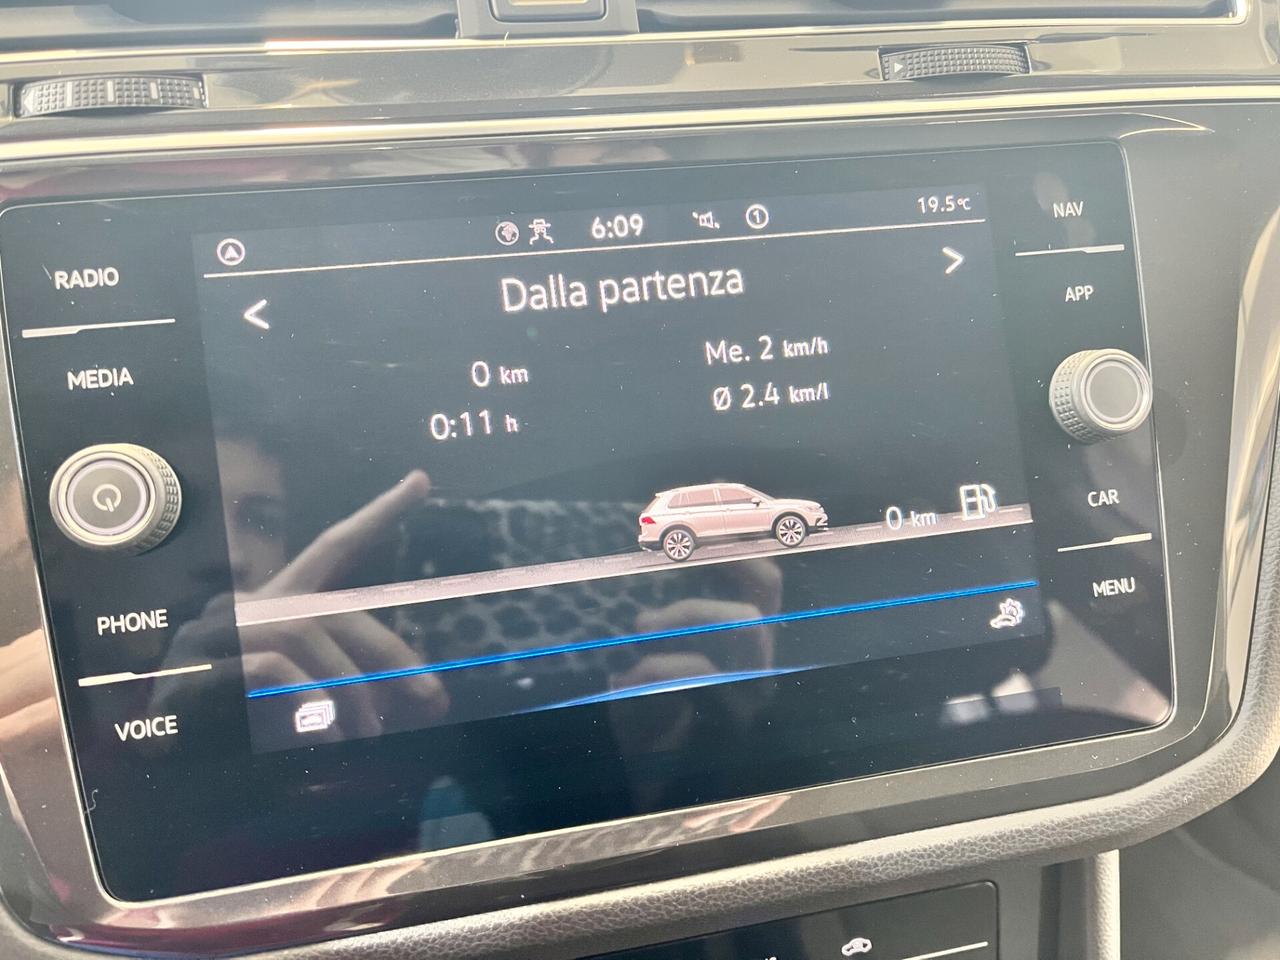 6:09
1
19.5°C
NAV
RADIO
<
Dalla partenza
>
APP
MEDIA
0 km
Me. 2 km/h
0:11 h
Ø 2.4 km/l
0 km
CAR
PHONE
MENU
VOICE